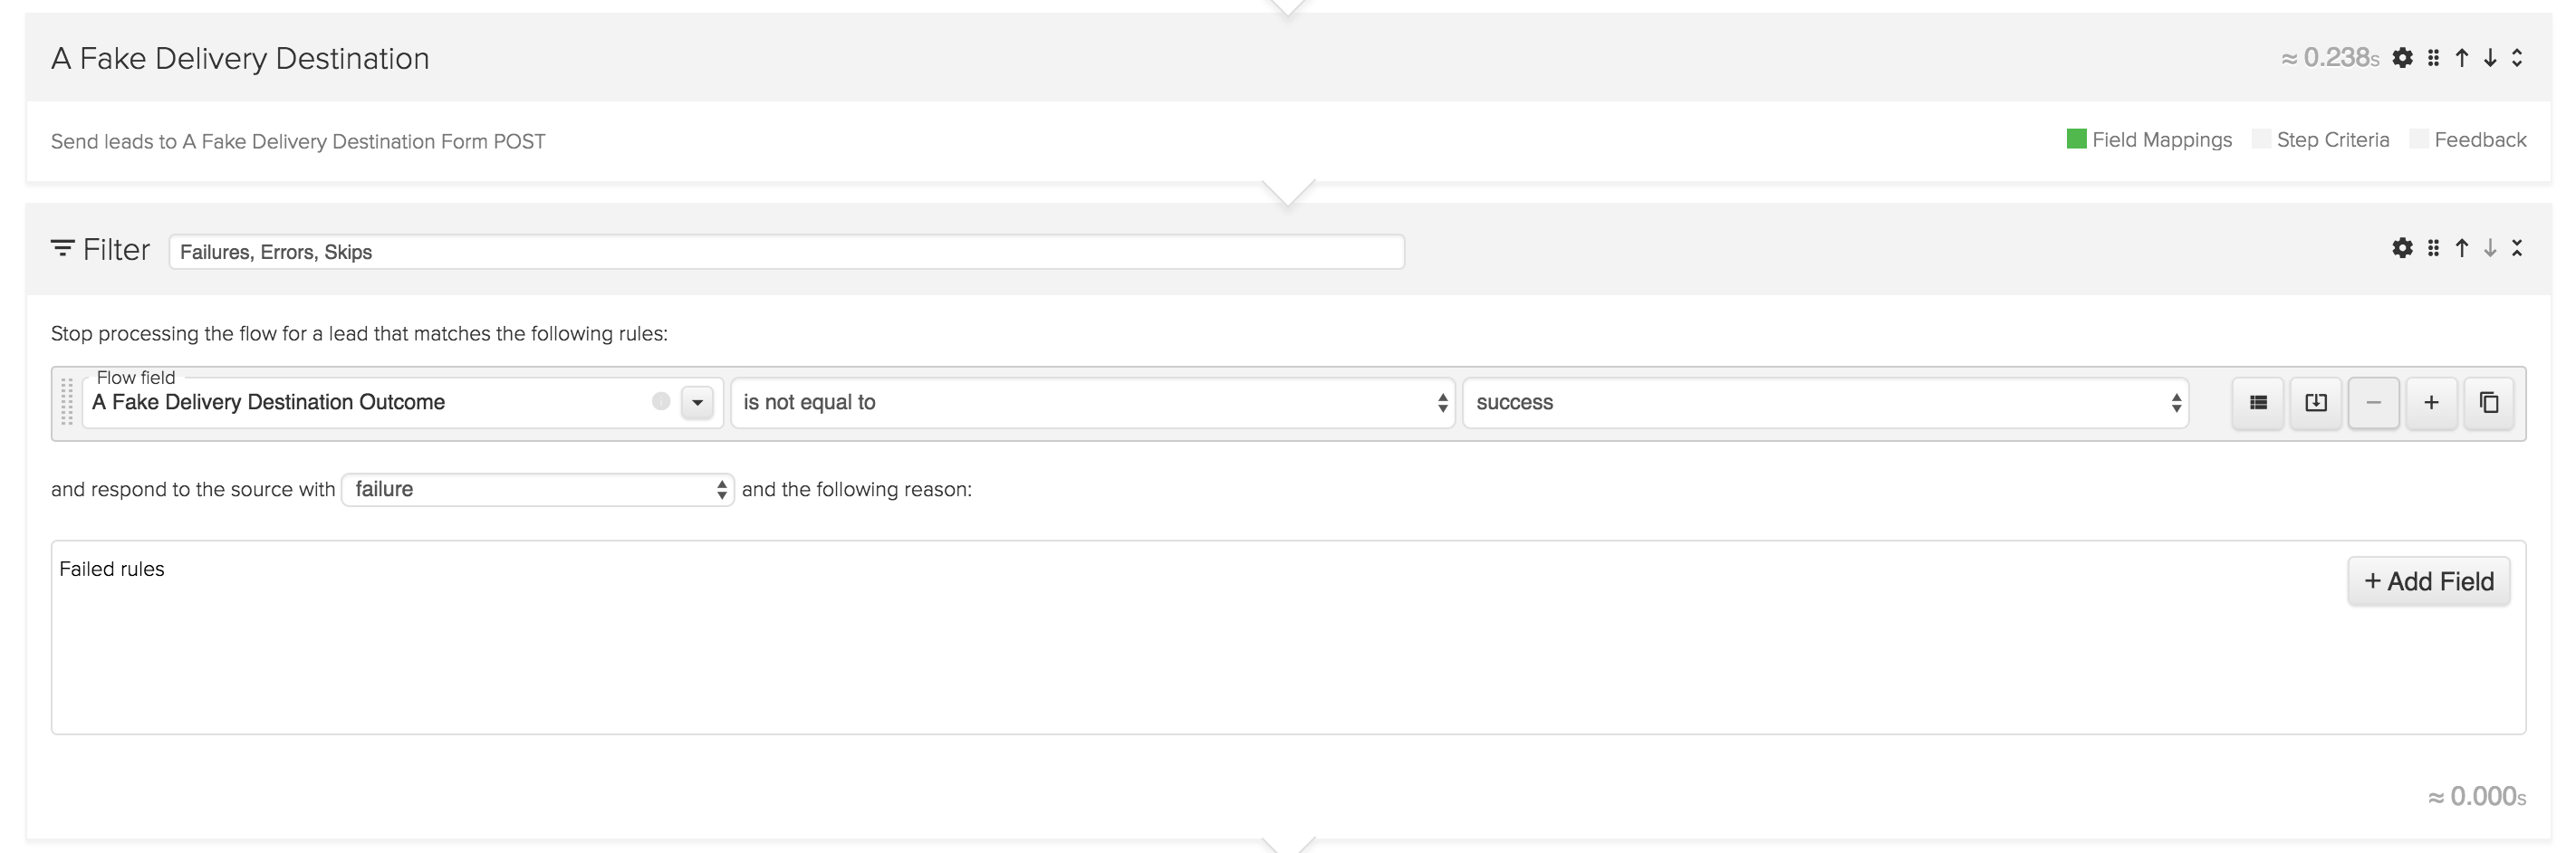 A Fake Delivery Destination
≈ 0.238s
Send leads to A Fake Delivery Destination Form POST
Field Mappings
Step Criteria
Feedback
Filter
Failures, Errors, Skips
Stop processing the flow for a lead that matches the following rules:
Flow field
A Fake Delivery Destination Outcome
is not equal to
success
and respond to the source with failure and the following reason:
Failed rules
+ Add Field
≈ 0.000s